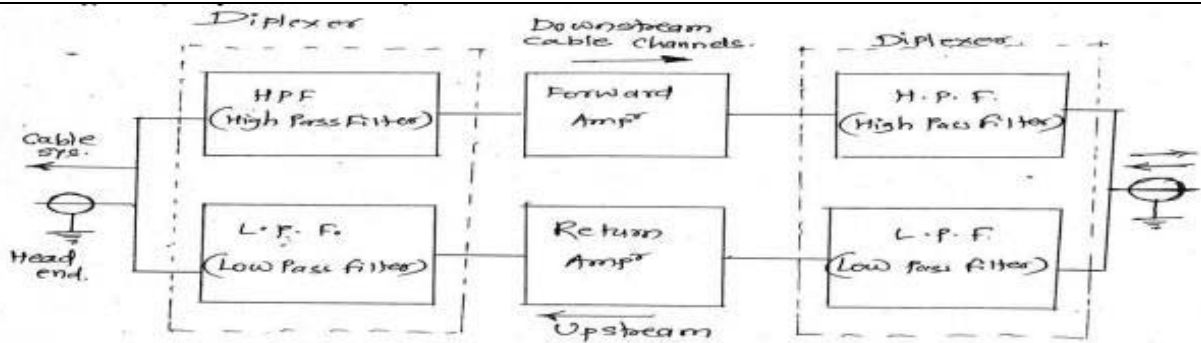 Diplexer
Downstream
Cable channels.
Diplexer.
HPF
(High Pass Filter)
Forward
Ampr
H.P.F.
(High Pass Filter)
Cable
sys.
Head
end.
L.P.F.
(Low Pass Filter)
Return
Ampr
L.P.F.
(Low Pass Filter)
Upstream